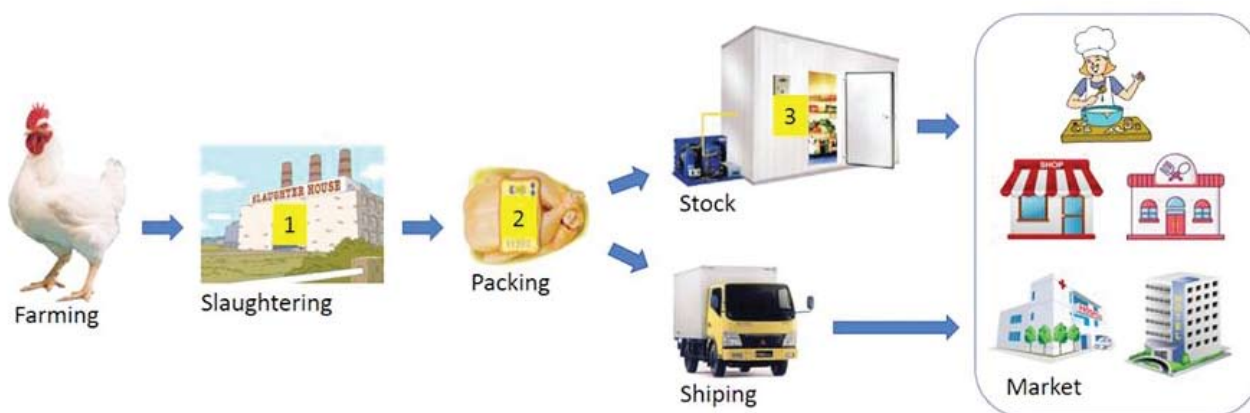 Farming
SLAUGHTER HOUSE
1
Slaughtering
2
Packing
3
Stock
Shiping
SHOP
Market